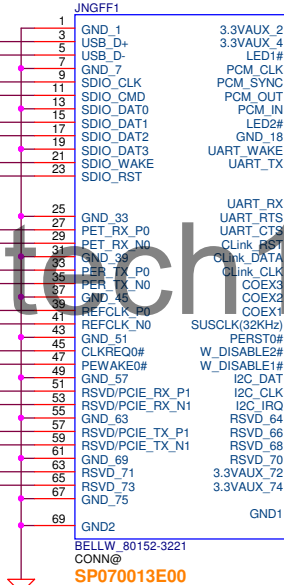 JNGFF1
1 GND_1 3.3VAUX_2
3 USB_D+ 3.3VAUX_4
5 USB_D- LED1#
7 GND_7 PCM_CLK
9 SDIO_CLK PCM_SYNC
11 SDIO_CMD PCM_OUT
13 SDIO_DAT0 PCM_IN
15 SDIO_DAT1 LED2#
17 SDIO_DAT2 GND_18
19 SDIO_DAT3 UART_WAKE
21 SDIO_WAKE UART_TX
23 SDIO_RST
UART_RX
25 GND_33 UART_RTS
27 PET_RX_P0 UART_CTS
29 PET_RX_N0 CLink_RST
31 GND_39 CLink_DATA
33 PER_TX_P0 CLink_CLK
35 PER_TX_N0 COEX3
37 GND_45 COEX2
39 REFCLK_P0 COEX1
41 REFCLK_N0 SUSCLK(32KHz)
43 GND_51 PERST0#
45 CLKREQ0# W_DISABLE2#
47 PEWAKE0# W_DISABLE1#
49 GND_57 I2C_DAT
51 RSVD/PCIE_RX_P1 I2C_CLK
53 RSVD/PCIE_RX_N1 I2C_IRQ
55 GND_63 RSVD_64
57 RSVD/PCIE_TX_P1 RSVD_66
59 RSVD/PCIE_TX_N1 RSVD_68
61 GND_69 RSVD_70
63 RSVD_71 3.3VAUX_72
65 RSVD_73 3.3VAUX_74
67 GND_75
GND1
69 GND2
BELLW_80152-3221
CONN@
SP070013E00
tech1